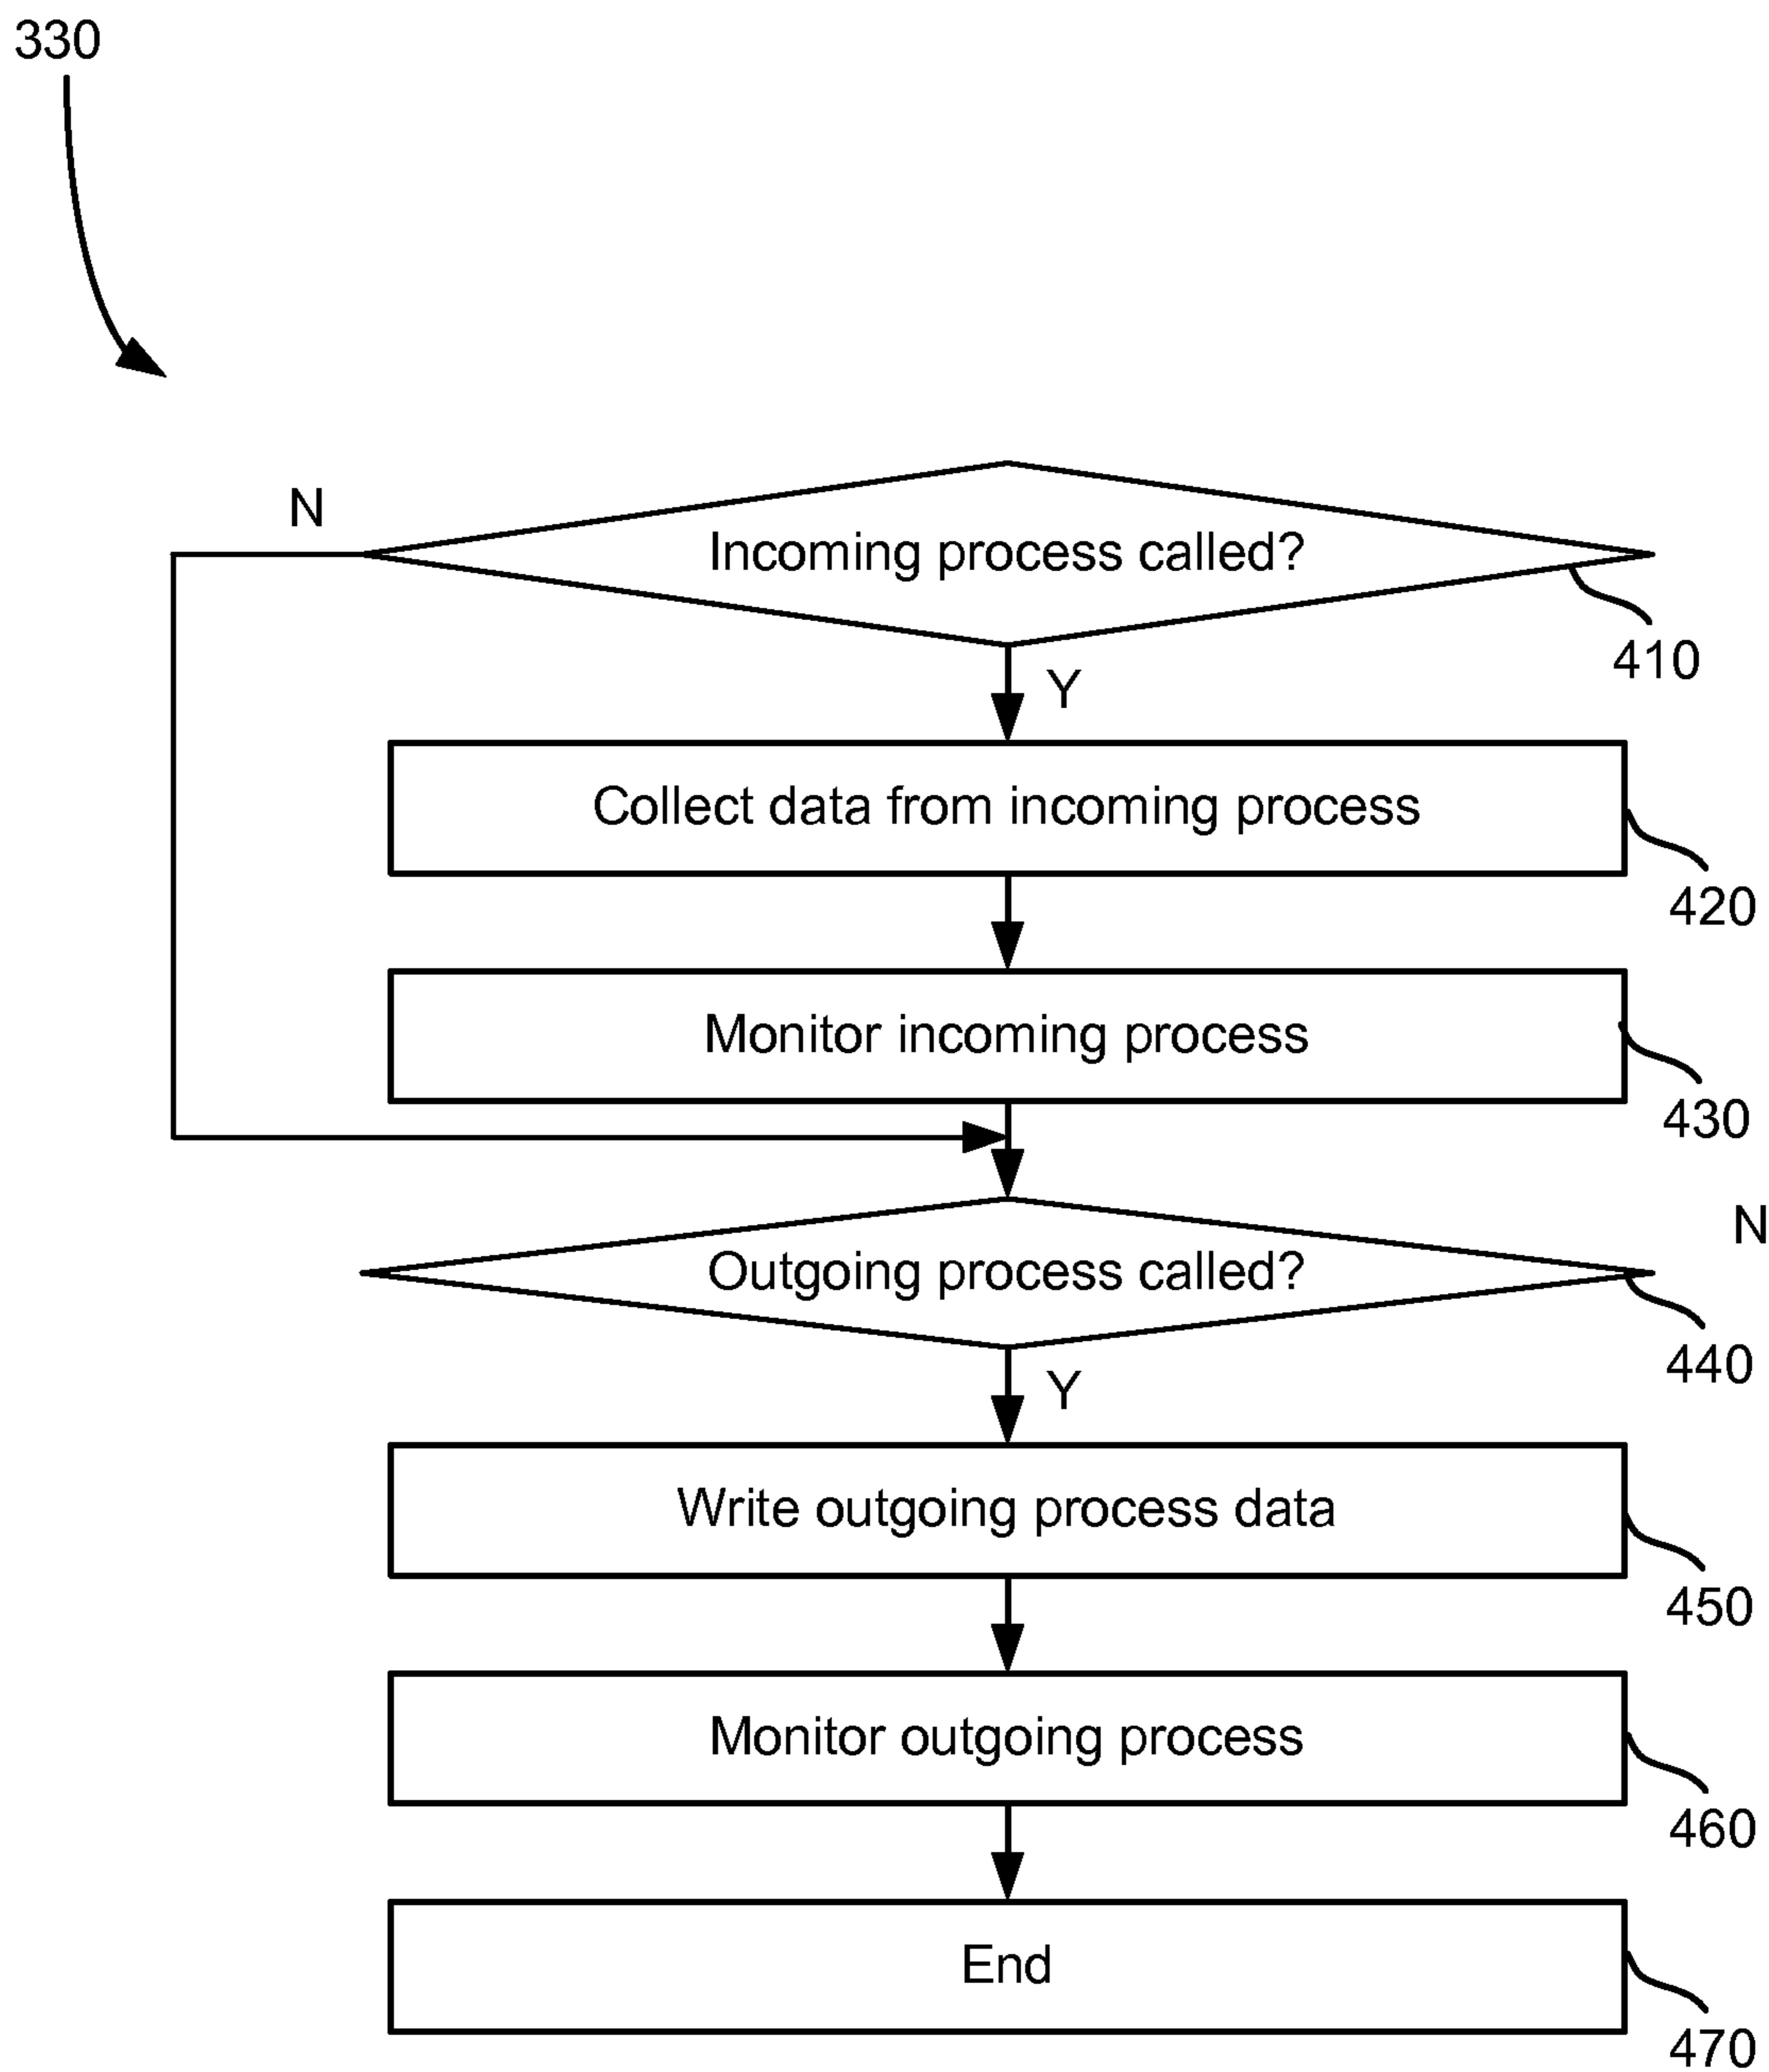 330
N
Incoming process called?
410
Y
Collect data from incoming process
420
Monitor incoming process
430
N
Outgoing process called?
440
Y
Write outgoing process data
450
Monitor outgoing process
460
End
470